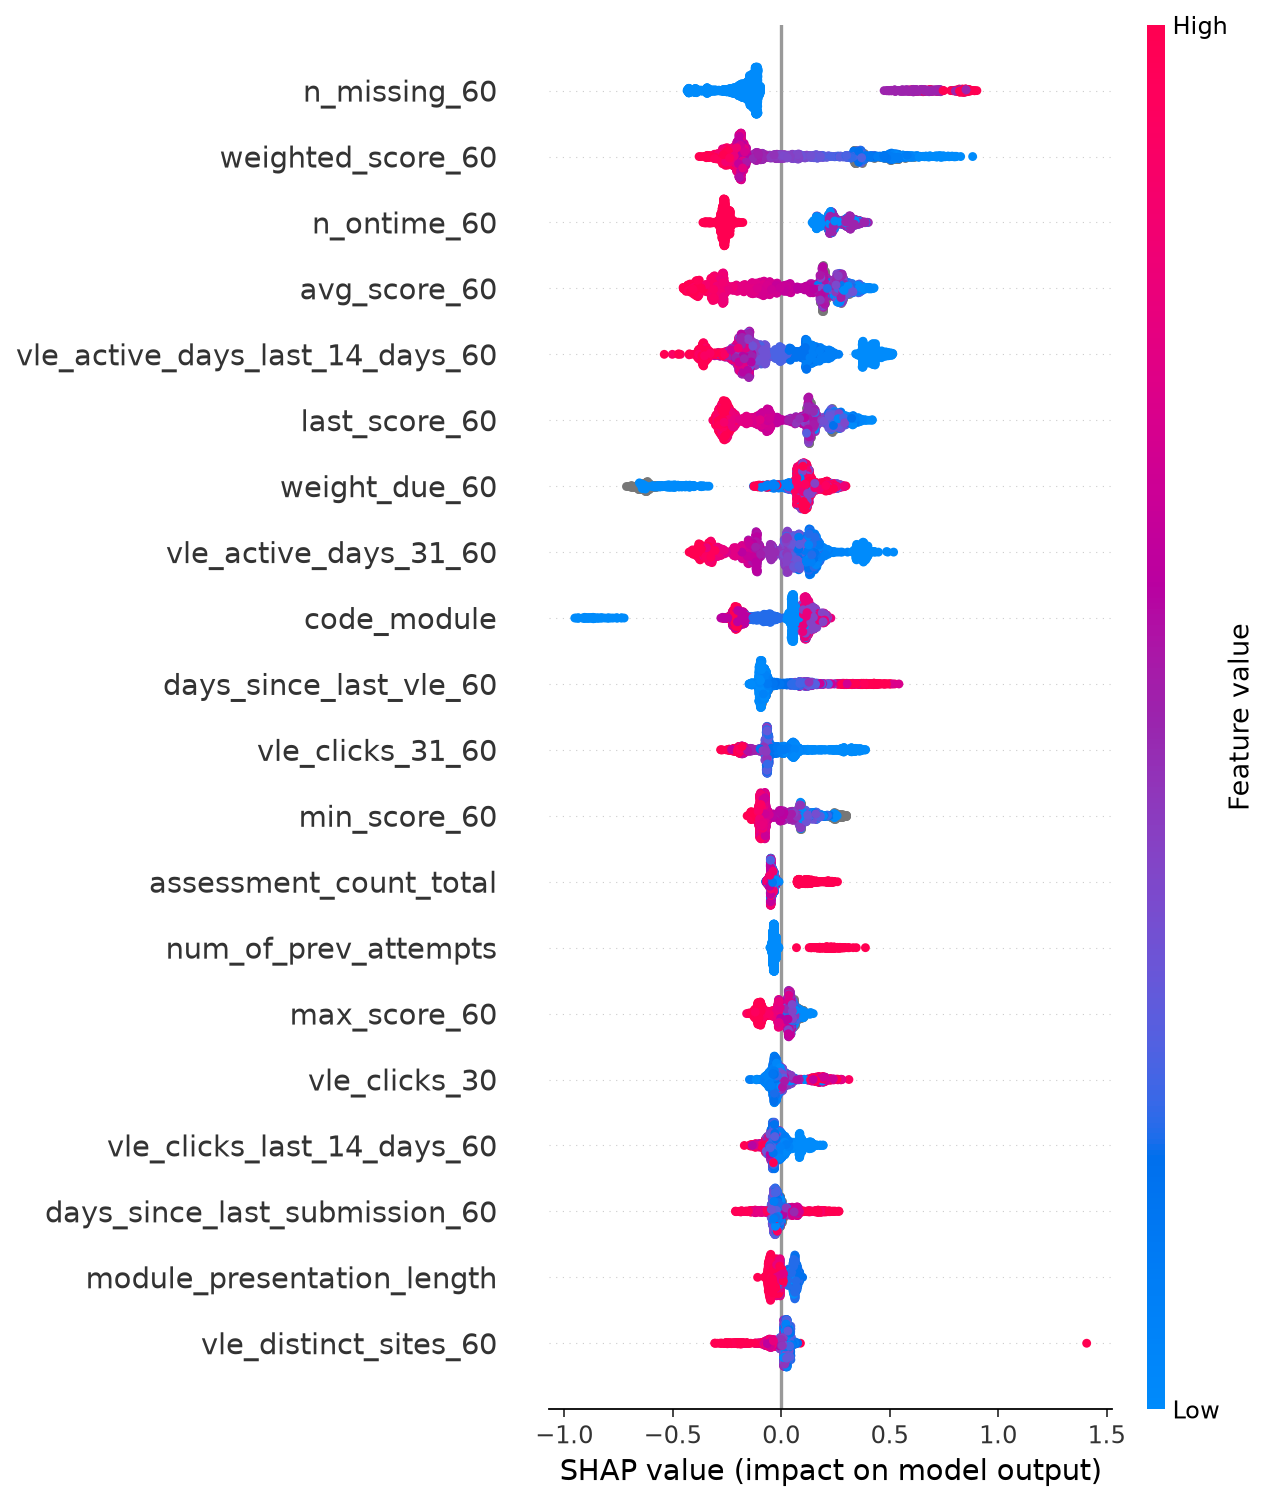 High
n_missing_60
weighted_score_60
n_ontime_60
avg_score_60
vle_active_days_last_14_days_60
last_score_60
weight_due_60
vle_active_days_31_60
code_module
days_since_last_vle_60
vle_clicks_31_60
min_score_60
assessment_count_total
num_of_prev_attempts
max_score_60
vle_clicks_30
vle_clicks_last_14_days_60
days_since_last_submission_60
module_presentation_length
vle_distinct_sites_60
Feature value
Low
−1.0 −0.5 0.0 0.5 1.0 1.5
SHAP value (impact on model output)